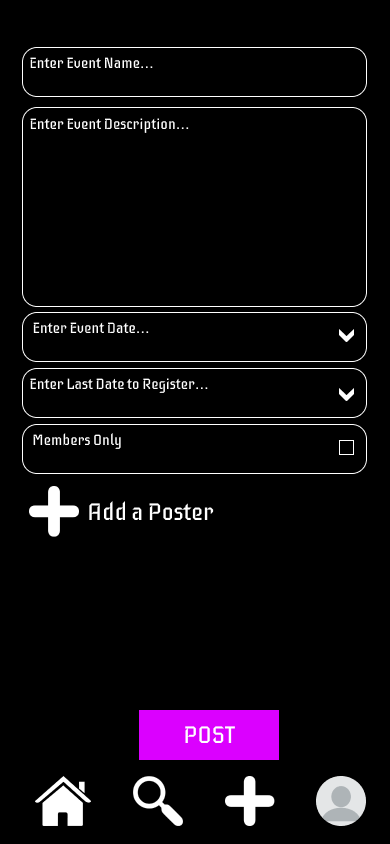 Enter Event Name...
Enter Event Description...
Enter Event Date...
Enter Last Date to Register...
Members Only
Add a Poster
POST